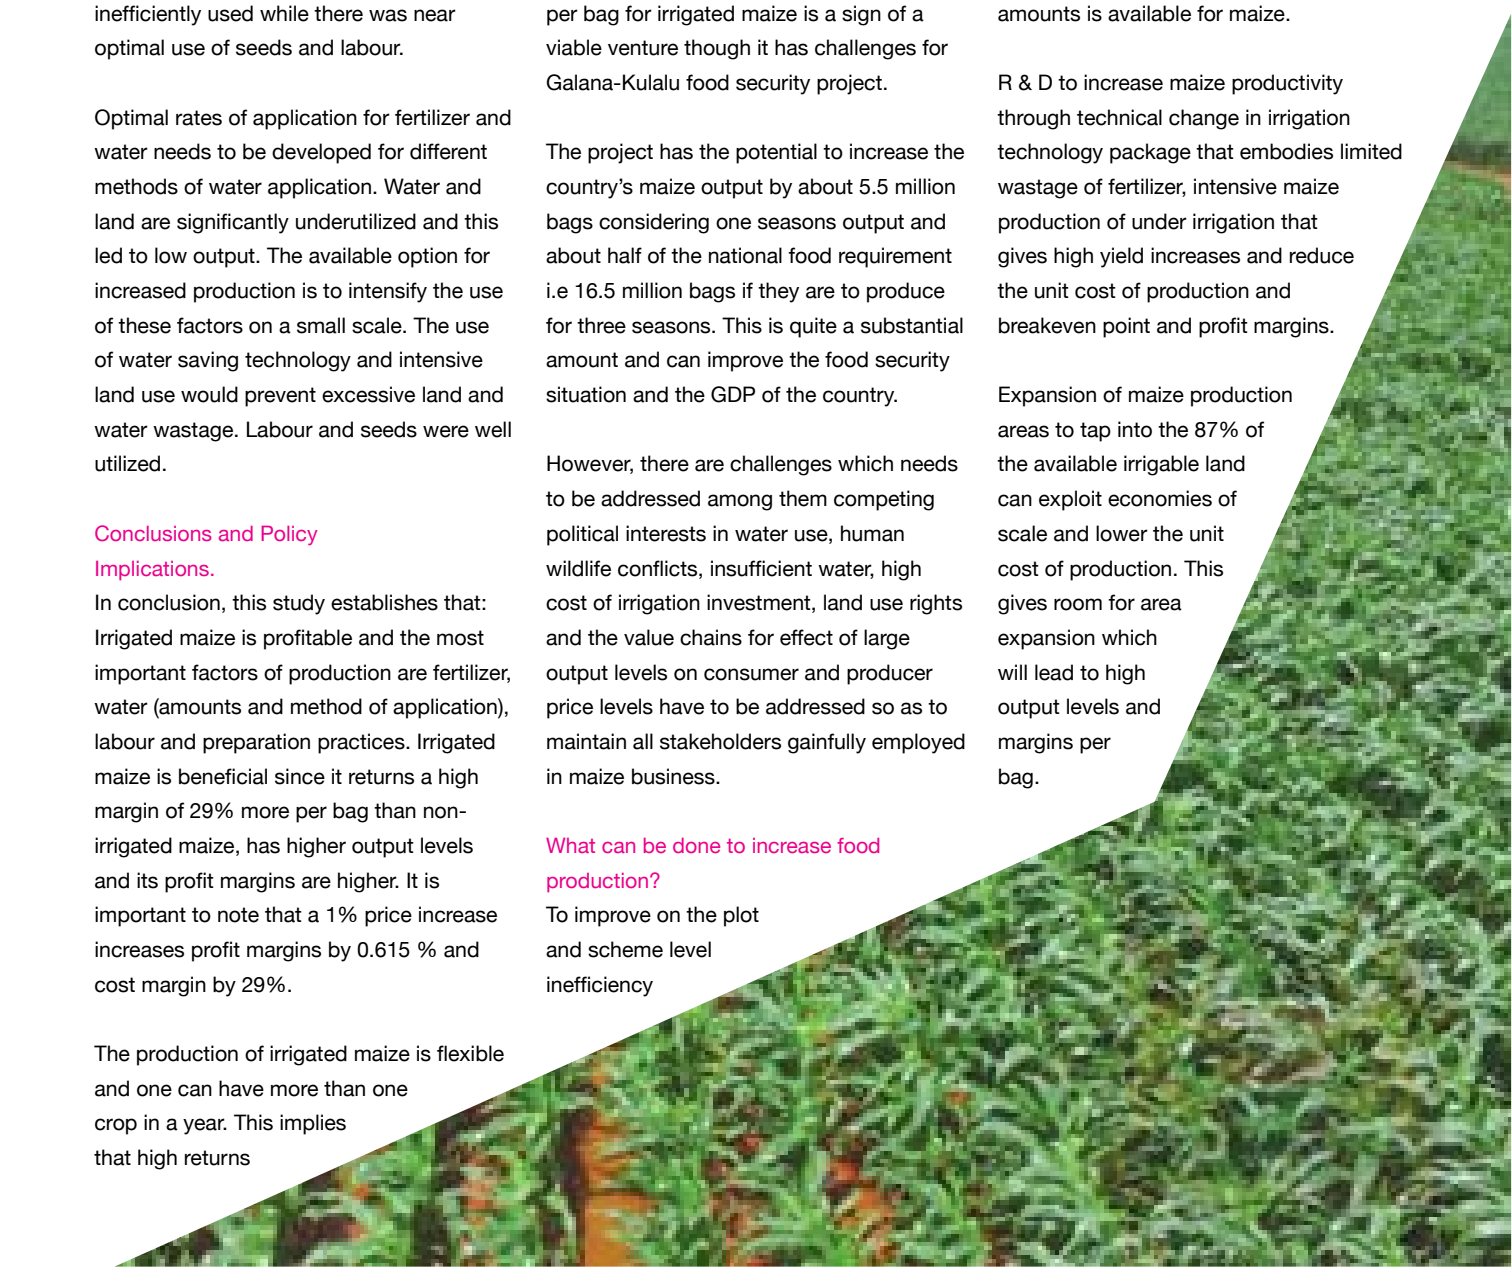 inefficiently used while there was near
optimal use of seeds and labour.
Optimal rates of application for fertilizer and
water needs to be developed for different
methods of water application. Water and
land are significantly underutilized and this
led to low output. The available option for
increased production is to intensify the use
of these factors on a small scale. The use
of water saving technology and intensive
land use would prevent excessive land and
water wastage. Labour and seeds were well
utilized.
Conclusions and Policy
Implications.
In conclusion, this study establishes that:
Irrigated maize is profitable and the most
important factors of production are fertilizer,
water (amounts and method of application),
labour and preparation practices. Irrigated
maize is beneficial since it returns a high
margin of 29% more per bag than non-
irrigated maize, has higher output levels
and its profit margins are higher. It is
important to note that a 1% price increase
increases profit margins by 0.615 % and
cost margin by 29%.
The production of irrigated maize is flexible
and one can have more than one
crop in a year. This implies
that high returns
per bag for irrigated maize is a sign of a
viable venture though it has challenges for
Galana-Kulalu food security project.
The project has the potential to increase the
country's maize output by about 5.5 million
bags considering one seasons output and
about half of the national food requirement
i.e 16.5 million bags if they are to produce
for three seasons. This is quite a substantial
amount and can improve the food security
situation and the GDP of the country.
However, there are challenges which needs
to be addressed among them competing
political interests in water use, human
wildlife conflicts, insufficient water, high
cost of irrigation investment, land use rights
and the value chains for effect of large
output levels on consumer and producer
price levels have to be addressed so as to
maintain all stakeholders gainfully employed
in maize business.
What can be done to increase food
production?
To improve on the plot
and scheme level
inefficiency
amounts is available for maize.
R & D to increase maize productivity
through technical change in irrigation
technology package that embodies limited
wastage of fertilizer, intensive maize
production of under irrigation that
gives high yield increases and reduce
the unit cost of production and
breakeven point and profit margins.
Expansion of maize production
areas to tap into the 87% of
the available irrigable land
can exploit economies of
scale and lower the unit
cost of production. This
gives room for area
expansion which
will lead to high
output levels and
margins per
bag.